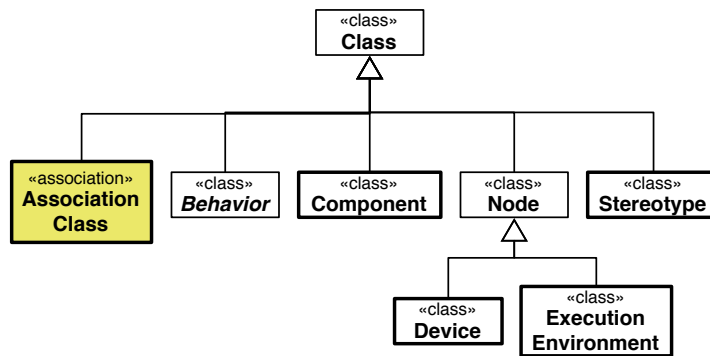 «class»
Class
«association»
Association
Class
«class»
Behavior
«class»
Component
«class»
Node
«class»
Stereotype
«class»
Device
«class»
Execution
Environment